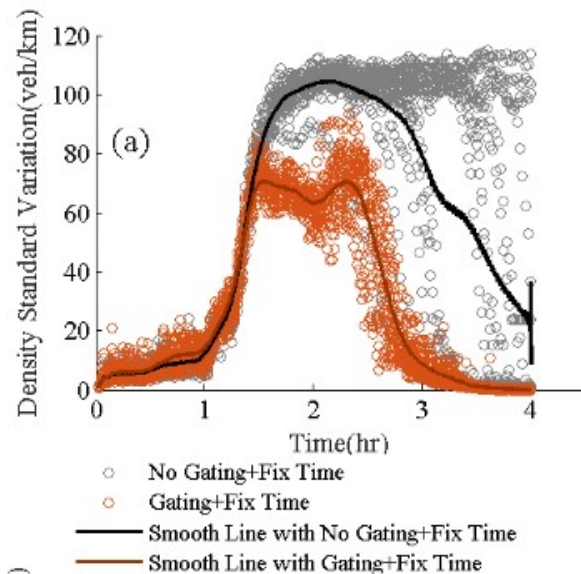 120
100
80
60
40
20
0
Density Standard Variation(veh/km)
(a)
0 1 2 3 4
Time(hr)
No Gating+Fix Time
Gating+Fix Time
Smooth Line with No Gating+Fix Time
Smooth Line with Gating+Fix Time
)